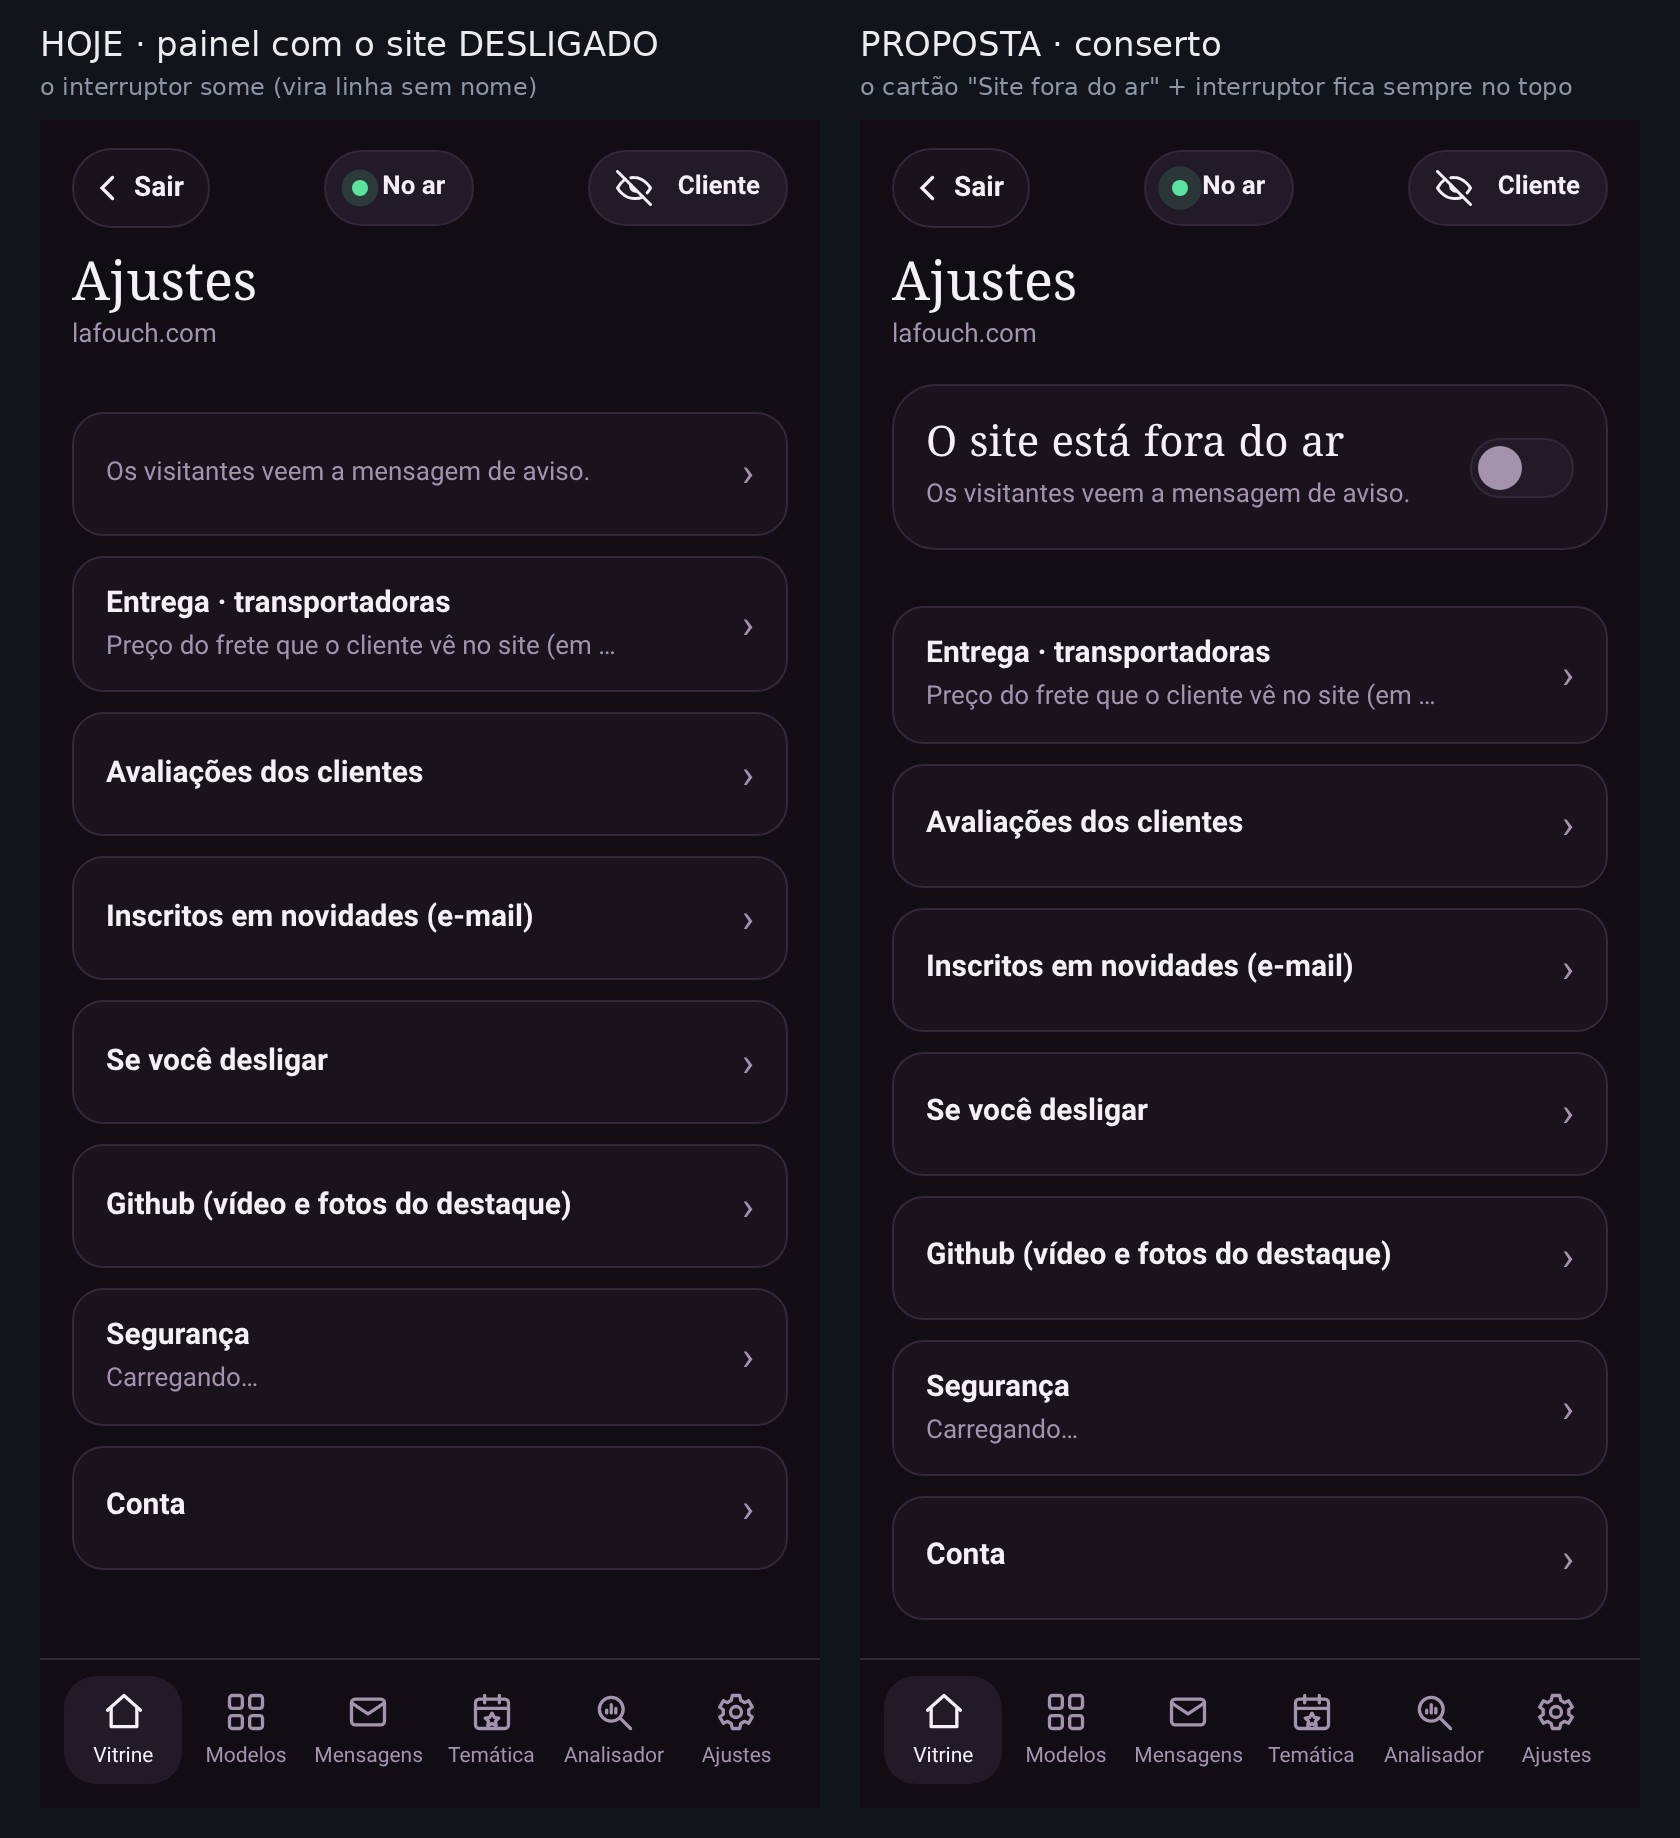 HOJE · painel com o site DESLIGADO
o interruptor some (vira linha sem nome)
Sair
No ar
Cliente
Ajustes
lafouch.com
Os visitantes veem a mensagem de aviso.
Entrega · transportadoras
Preço do frete que o cliente vê no site (em ...
Avaliações dos clientes
Inscritos em novidades (e-mail)
Se você desligar
Github (vídeo e fotos do destaque)
Segurança
Carregando...
Conta
Vitrine
Modelos
Mensagens
Temática
Analisador
Ajustes
PROPOSTA · conserto
o cartão "Site fora do ar" + interruptor fica sempre no topo
Sair
No ar
Cliente
Ajustes
lafouch.com
O site está fora do ar
Os visitantes veem a mensagem de aviso.
Entrega · transportadoras
Preço do frete que o cliente vê no site (em ...
Avaliações dos clientes
Inscritos em novidades (e-mail)
Se você desligar
Github (vídeo e fotos do destaque)
Segurança
Carregando...
Conta
Vitrine
Modelos
Mensagens
Temática
Analisador
Ajustes